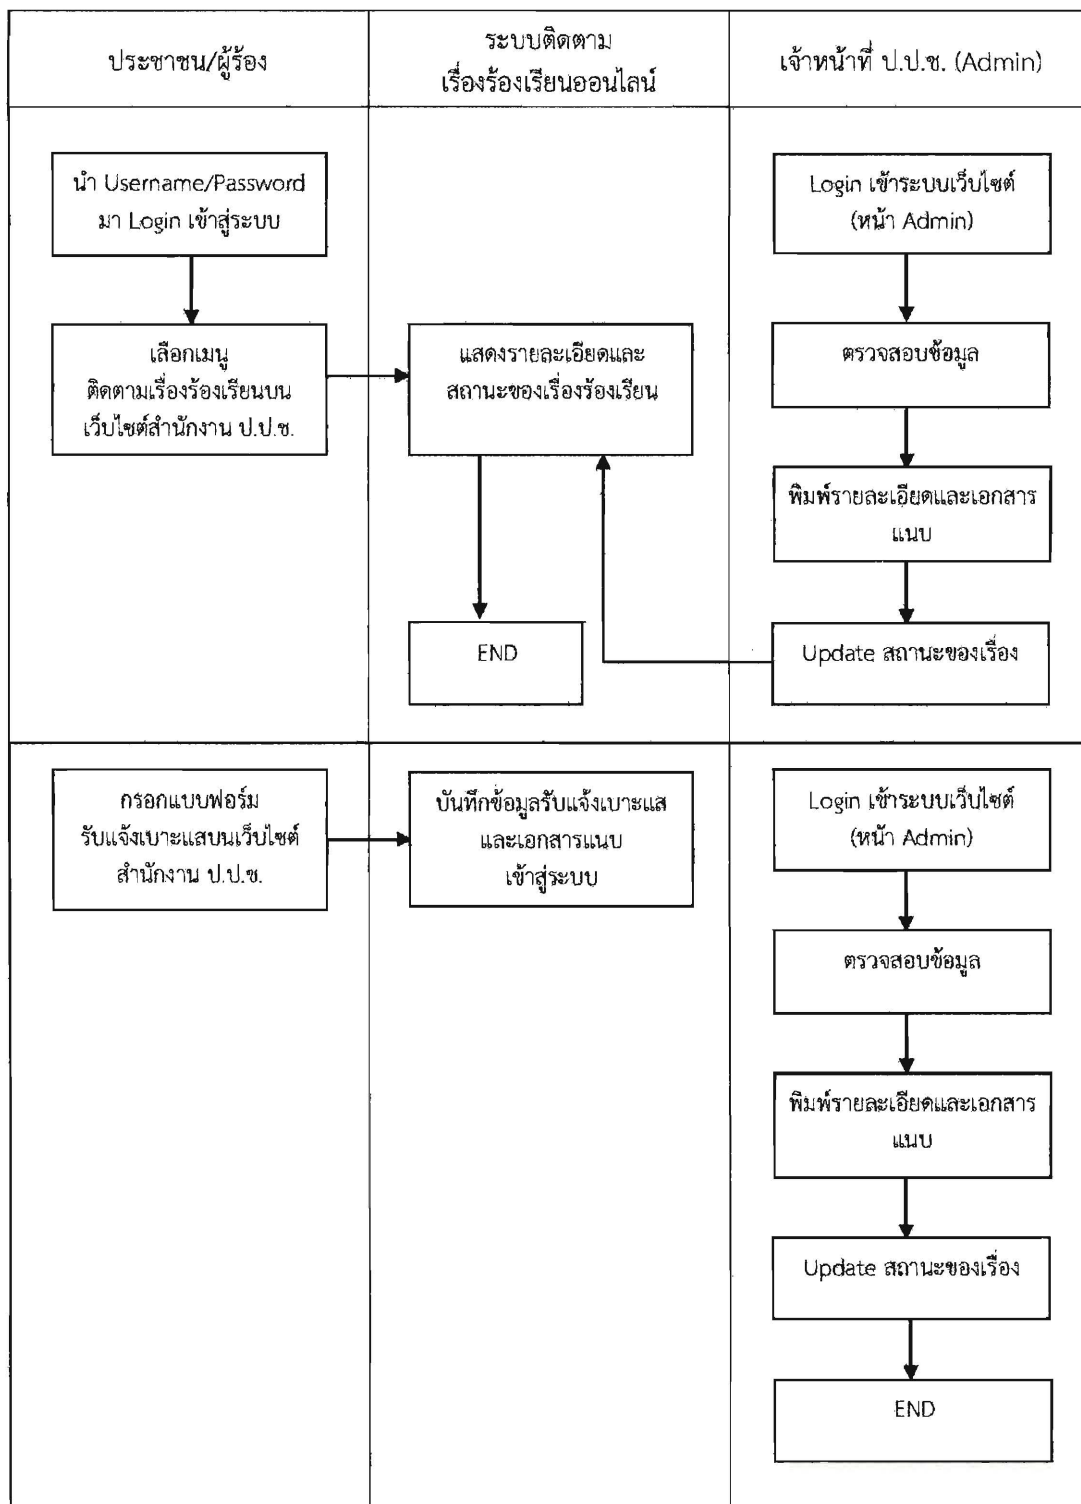 ประชาชน/ผู้ร้อง
ระบบติดตาม
เรื่องร้องเรียนออนไลน์
เจ้าหน้าที่ ป.ป.ช. (Admin)
นำ Username/Password
มา Login เข้าสู่ระบบ
เลือกเมนู
ติดตามเรื่องร้องเรียนบน
เว็บไซต์สำนักงาน ป.ป.ช.
แสดงรายละเอียดและ
สถานะของเรื่องร้องเรียน
END
Login เข้าระบบเว็บไซต์
(หน้า Admin)
ตรวจสอบข้อมูล
พิมพ์รายละเอียดและเอกสาร
แนบ
Update สถานะของเรื่อง
กรอกแบบฟอร์ม
รับแจ้งเบาะแสบนเว็บไซต์
สำนักงาน ป.ป.ช.
บันทึกข้อมูลรับแจ้งเบาะแส
และเอกสารแนบ
เข้าสู่ระบบ
Login เข้าระบบเว็บไซต์
(หน้า Admin)
ตรวจสอบข้อมูล
พิมพ์รายละเอียดและเอกสาร
แนบ
Update สถานะของเรื่อง
END